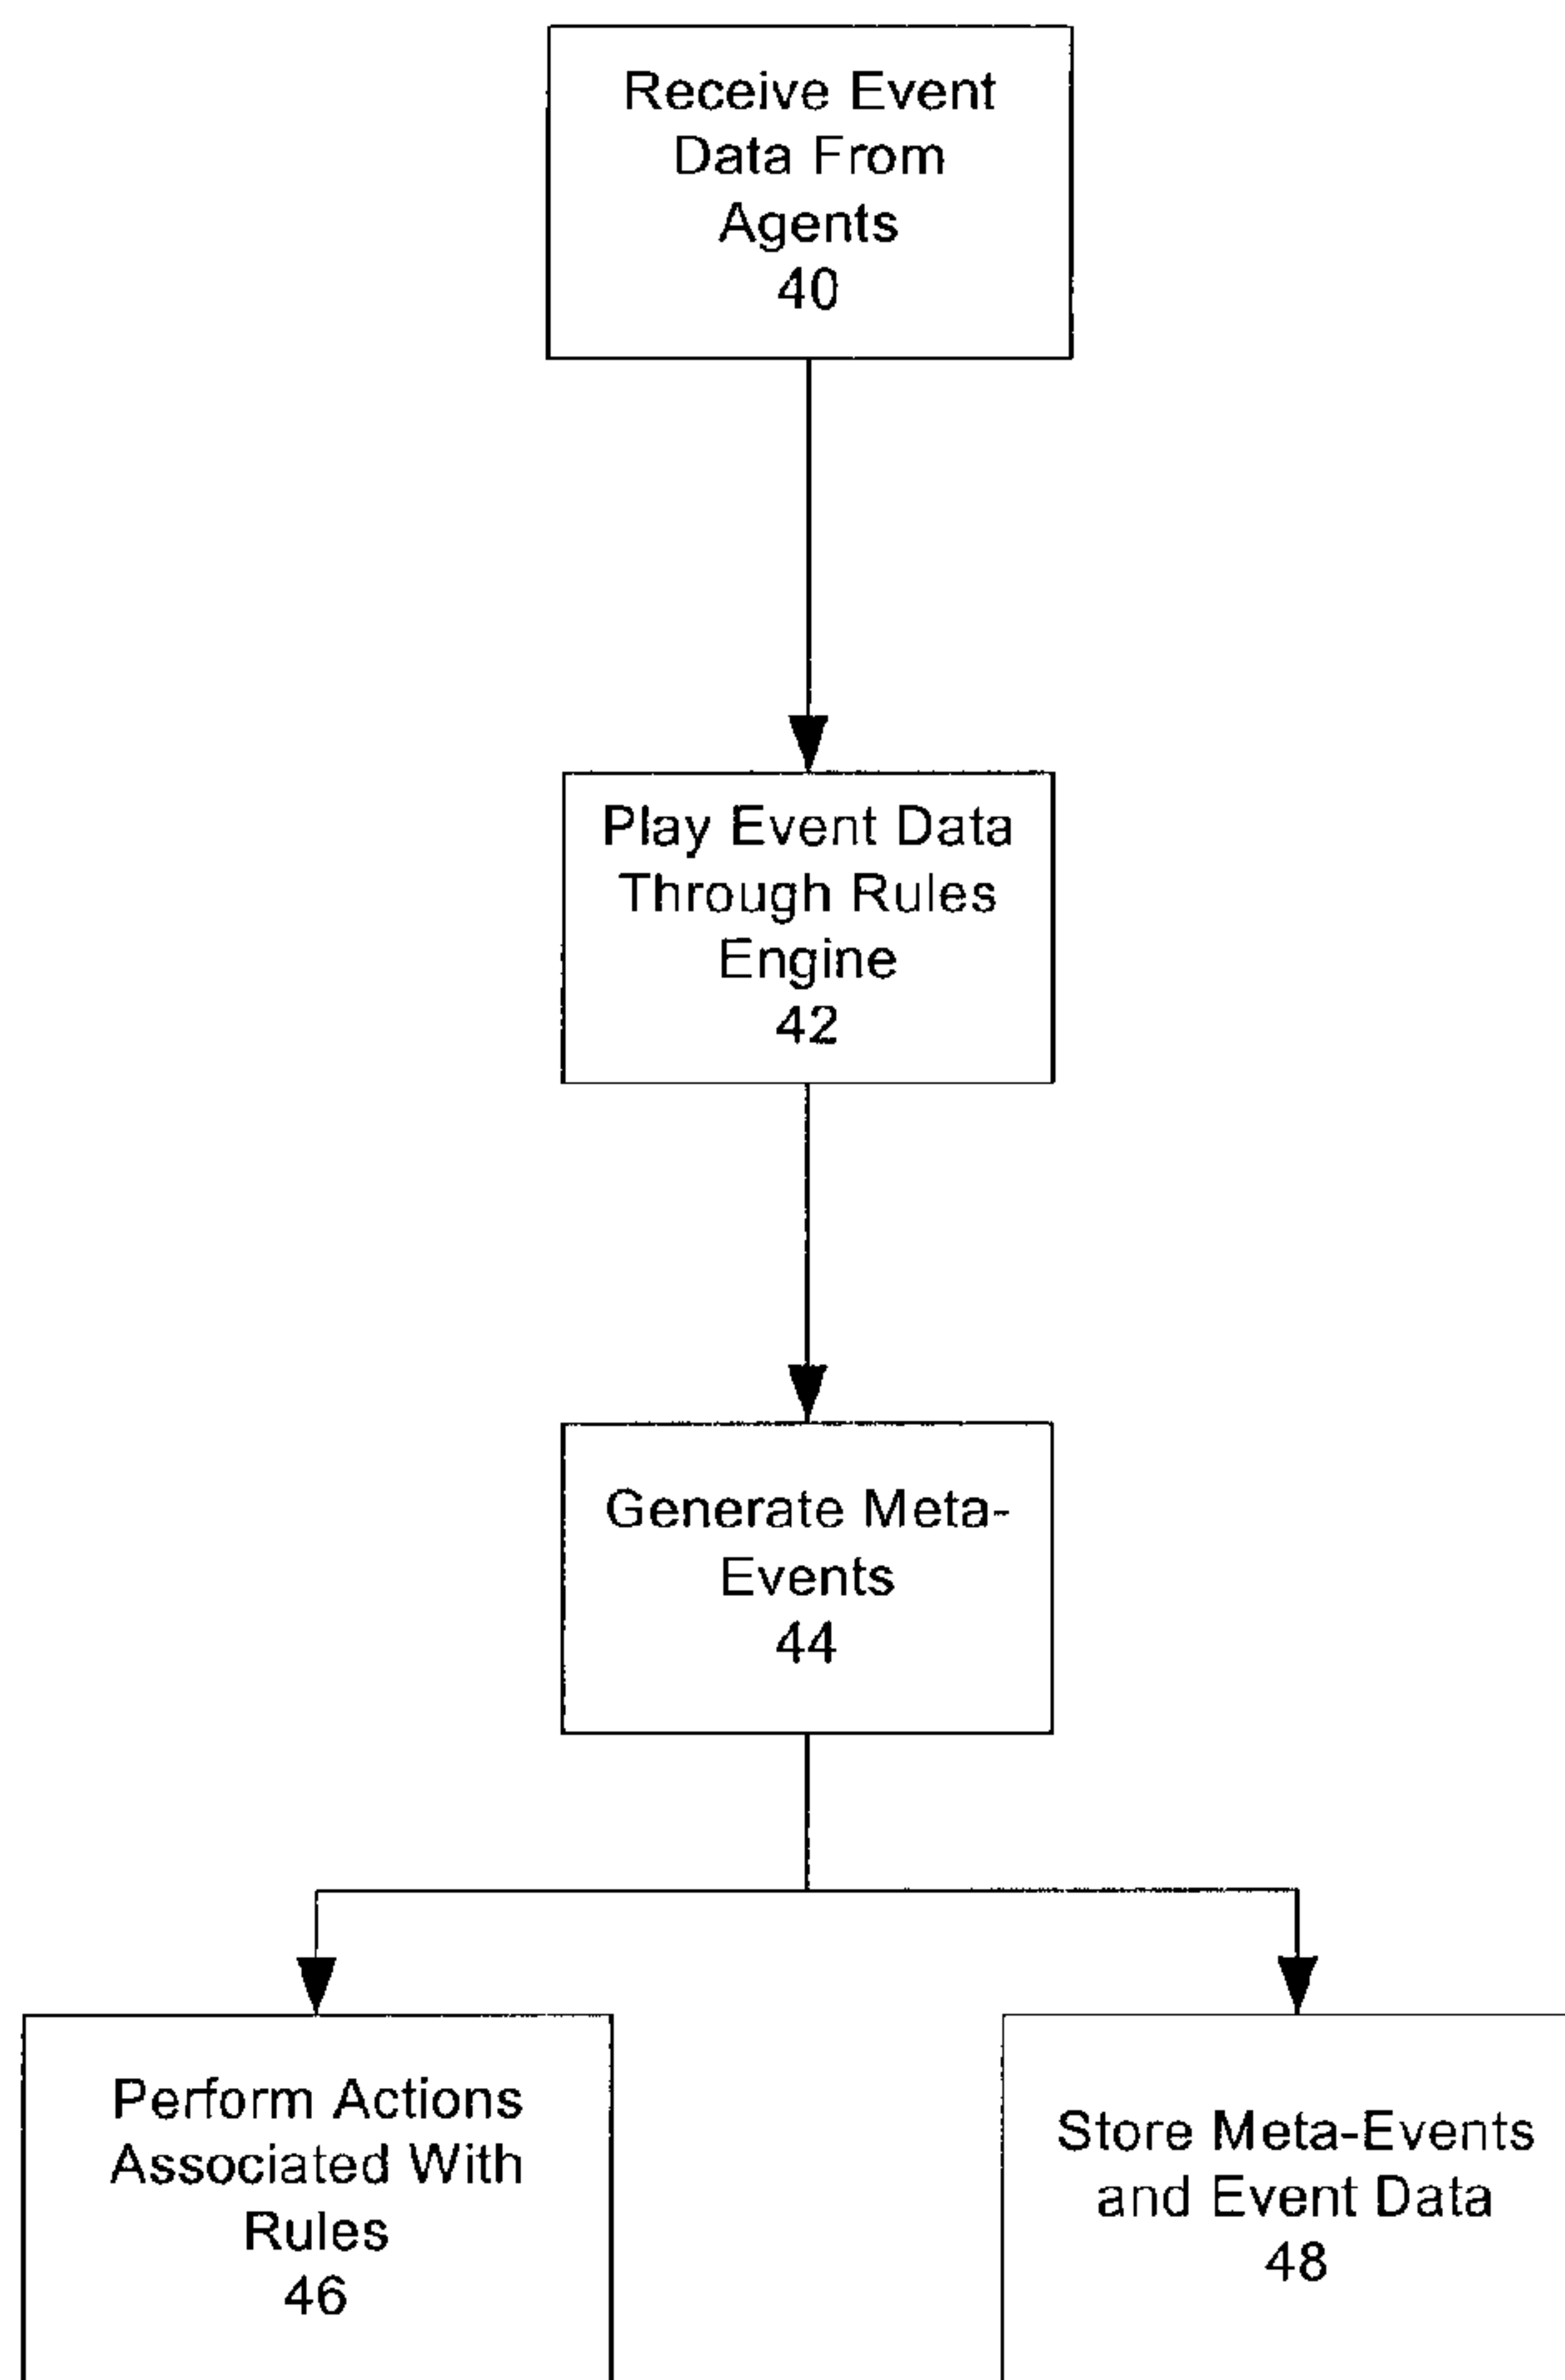 Receive Event
Data From
Agents
40
Play Event Data
Through Rules
Engine
42
Generate Meta-
Events
44
Perform Actions
Associated With
Rules
46
Store Meta-Events
and Event Data
48